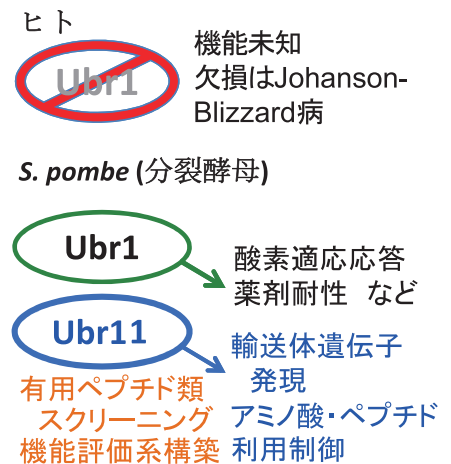 ヒト
Ubr1
機能未知
欠損はJohanson-
Blizzard病
S. pombe (分裂酵母)
Ubr1
酸素適応応答
薬剤耐性 など
Ubr11
輸送体遺伝子
発現
アミノ酸・ペプチド
利用制御
有用ペプチド類
スクリーニング
機能評価系構築